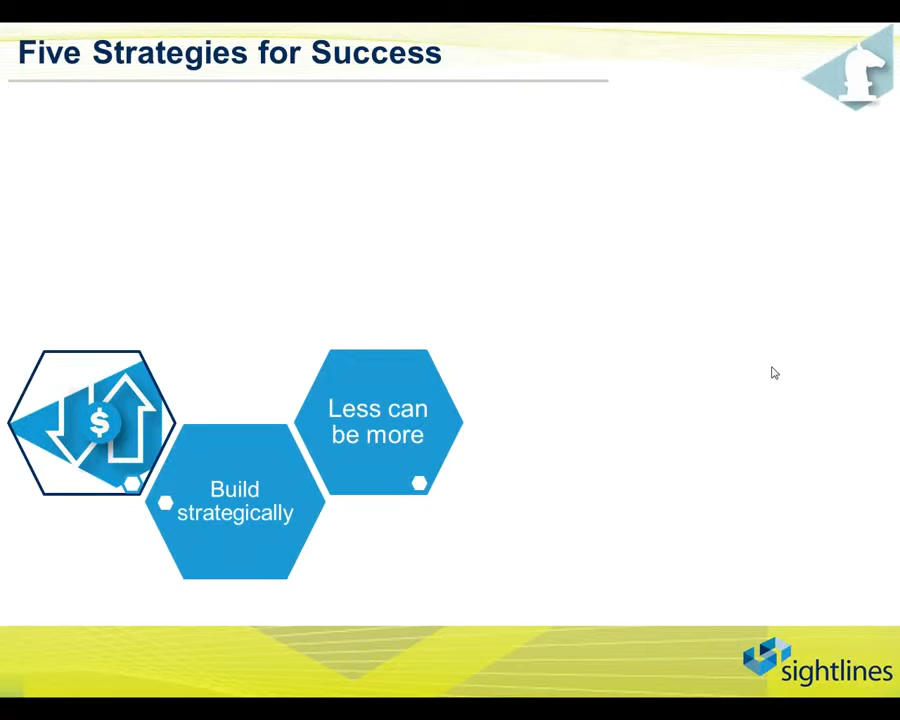 Five Strategies for Success
$
Less can
be more
Build
strategically
sightlines